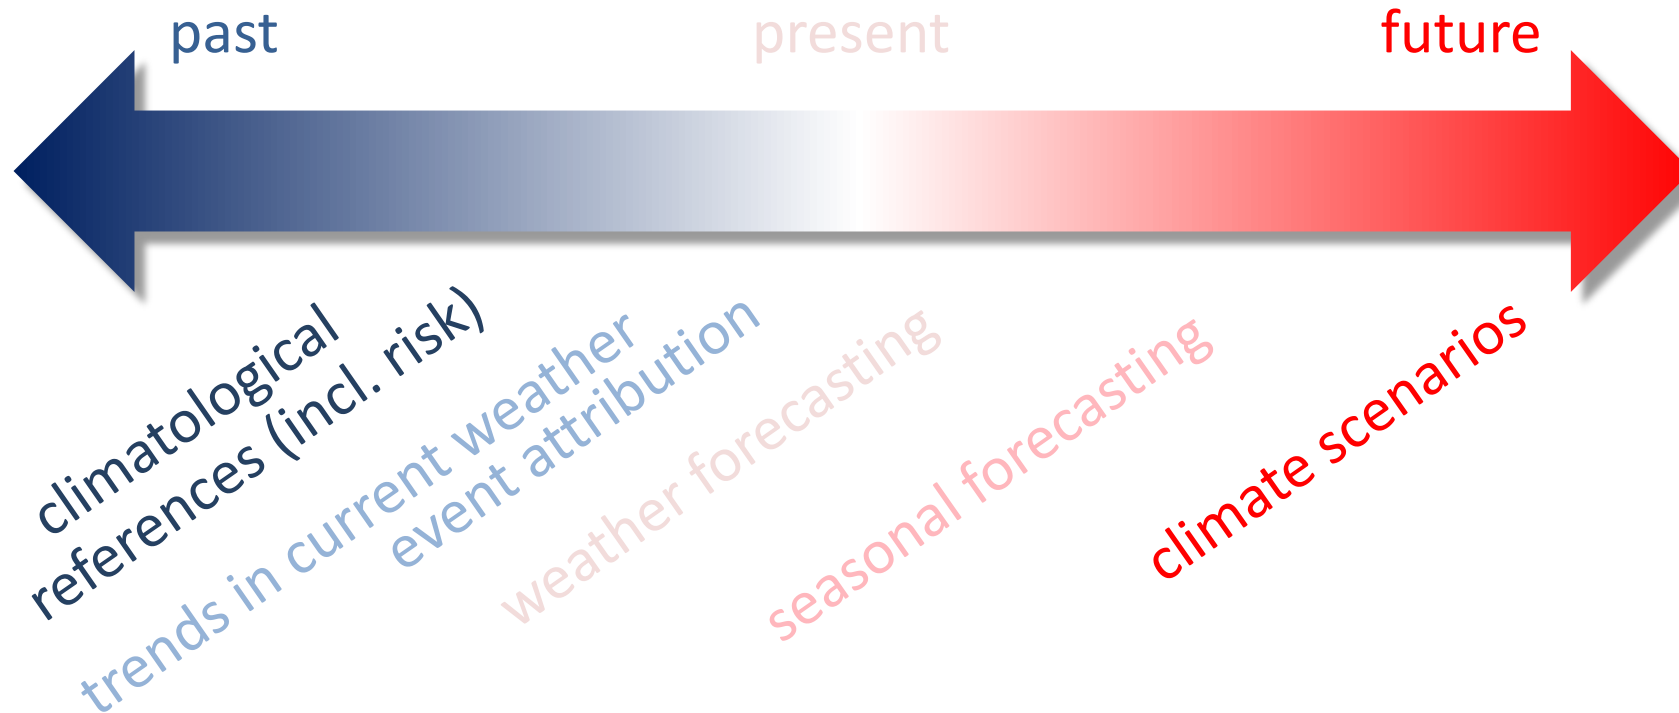 past
present
future
climatological
references (incl. risk)
trends in current weather
event attribution
weather forecasting
seasonal forecasting
climate scenarios